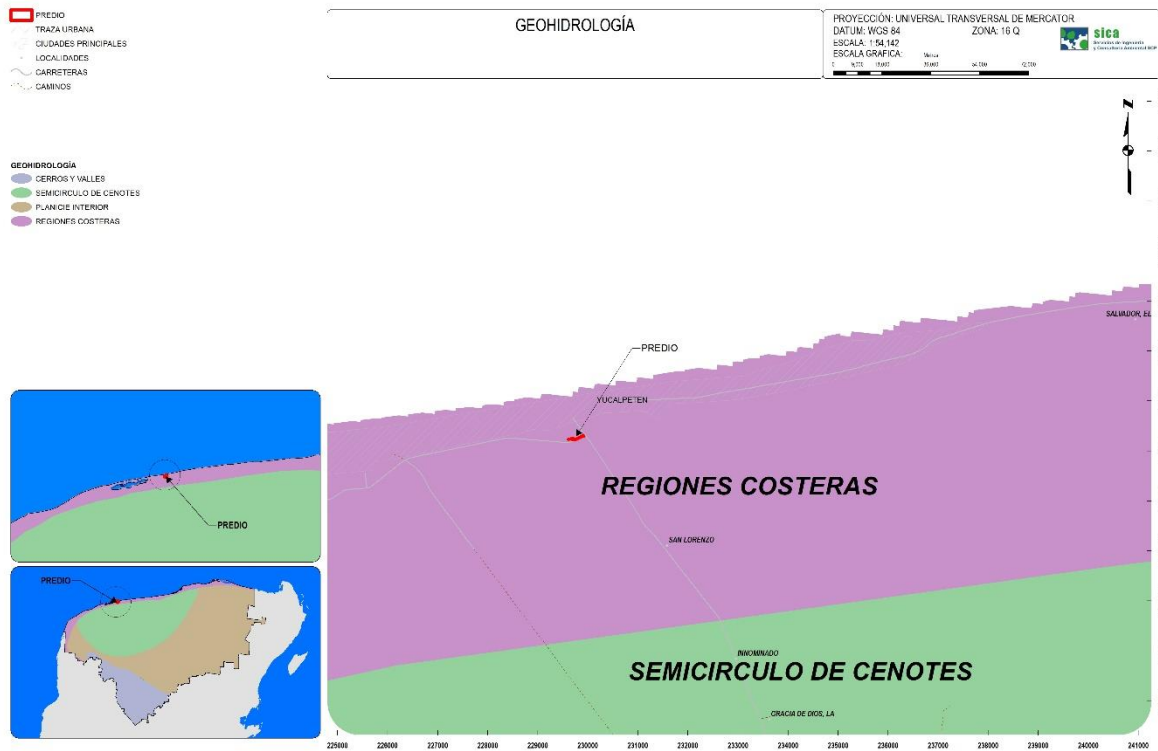 PREDIO
TRAZA URBANA
CIUDADES PRINCIPALES
LOCALIDADES
CARRETERAS
CAMINOS
GEOHIDROLOGÍA
CERROS Y VALLES
SEMICIRCULO DE CENOTES
PLANICIE INTERIOR
REGIONES COSTERAS
GEOHIDROLOGÍA
PROYECCIÓN: UNIVERSAL TRANSVERSAL DE MERCATOR
DATUM: WGS 84 ZONA: 16 Q
ESCALA: 1:54,142
ESCALA GRAFICA:
sica
z
SALVADOR, EL
PREDIO
YUCALPETEN
REGIONES COSTERAS
SAN LORENZO
INNOMINADO
SEMICIRCULO DE CENOTES
GRACIA DE DIOS, LA
PREDIO
PREDIO
225000 226000 227000 228000 229000 230000 231000 232000 233000 234000 235000 236000 237000 238000 239000 240000 241000